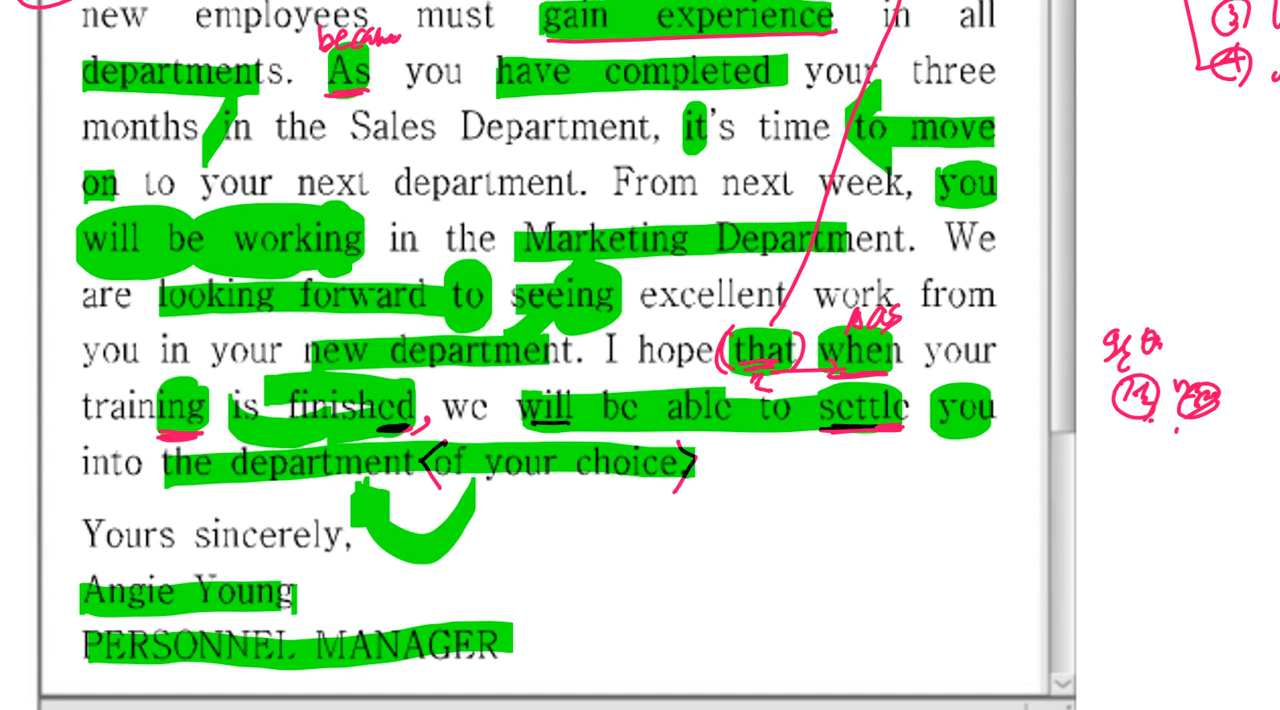 new employees must gain experience in all
because
departments. As you have completed your three
months in the Sales Department, it's time to move
on to your next department. From next week, you
will be working in the Marketing Department. We
are looking forward to seeing excellent work from
as
you in your new department. I hope (that) when your
training is finished, we will be able to settle you
into the department <of your choice.>
Yours sincerely,
Angie Young
PERSONNEL MANAGER
3)
4)